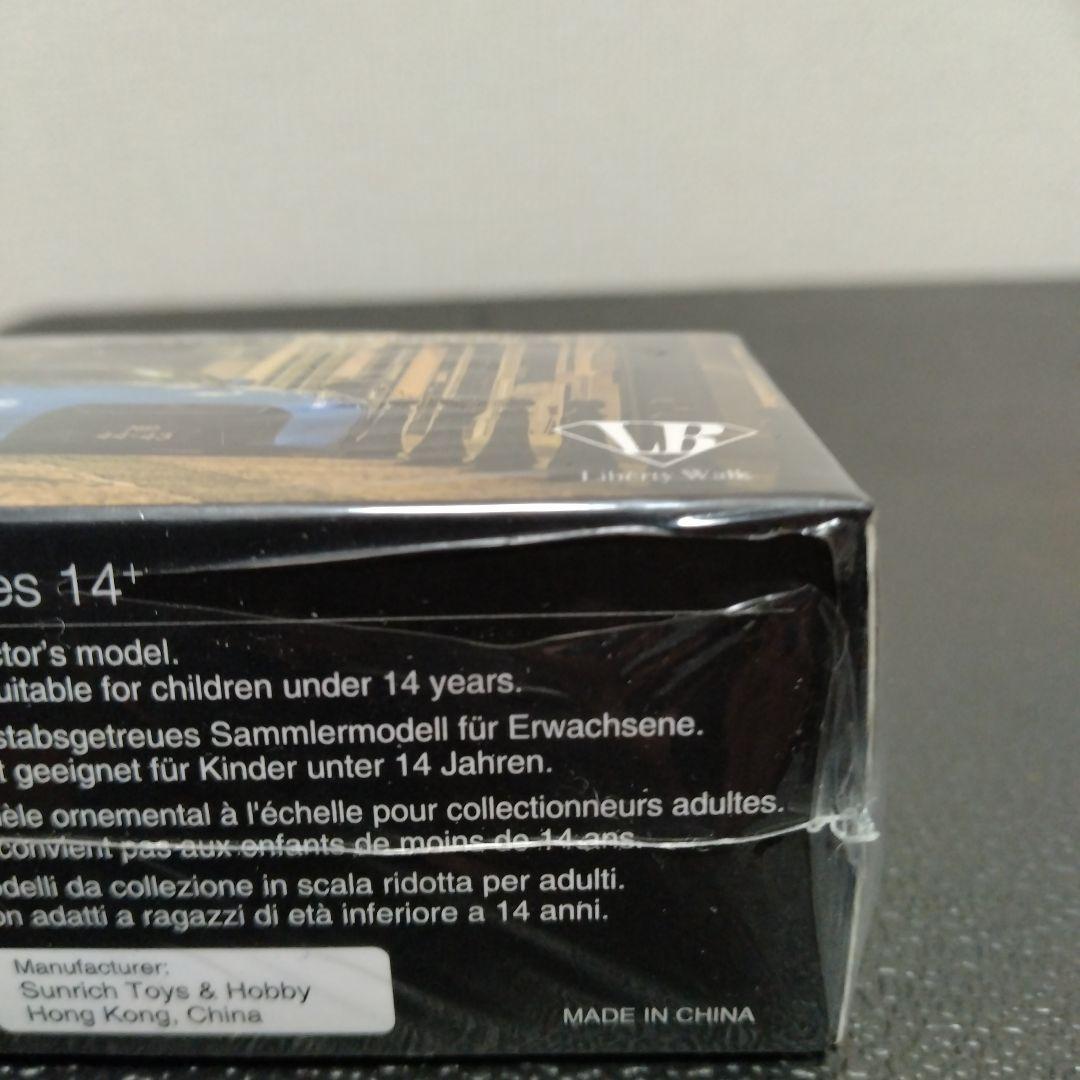 44-43
LB
Liberty Walk
es 14+
ctor's model.
uitable for children under 14 years.
stabsgetreues Sammlermodell für Erwachsene.
t geeignet für Kinder unter 14 Jahren.
èle ornemental à l'échelle pour collectionneurs adultes.
convient pas aux enfants de moins de 14 ans.
delli da collezione in scala ridotta per adulti.
on adatti a ragazzi di età inferiore a 14 anni.
Manufacturer:
Sunrich Toys & Hobby
Hong Kong, China
MADE IN CHINA